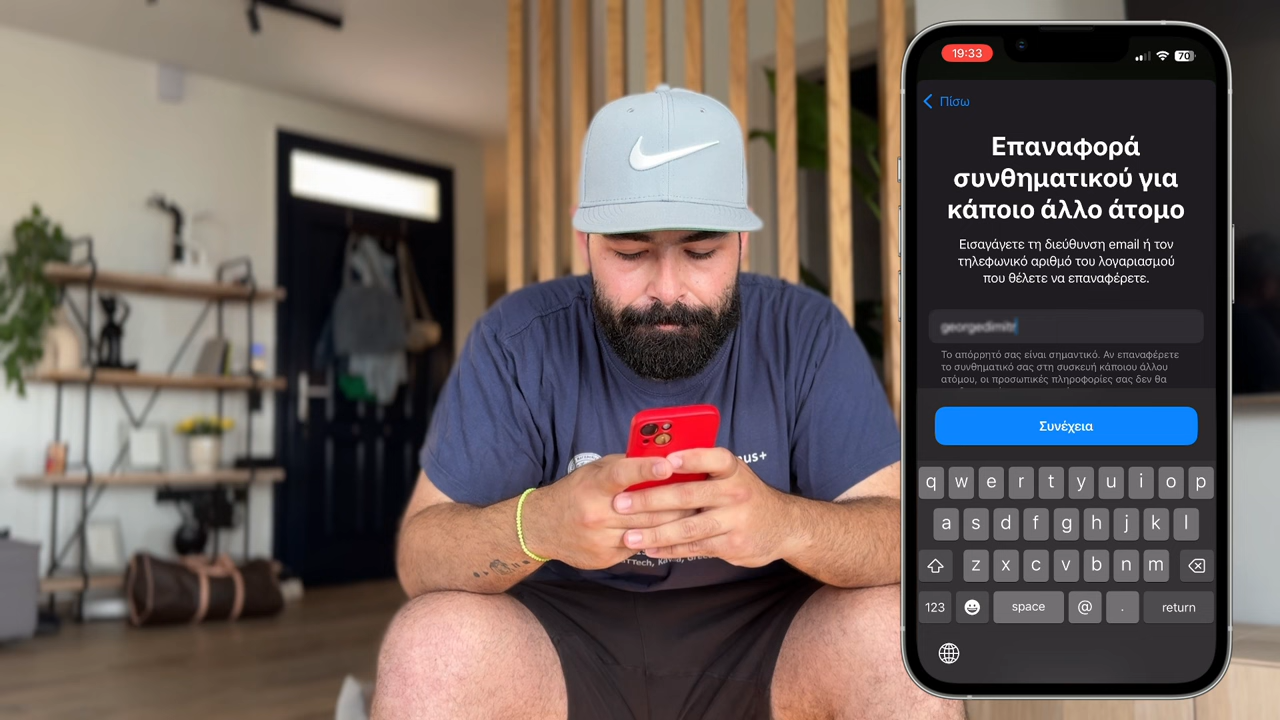 19:33
70
Πίσω
Επαναφορά
συνθηματικού για
κάποιο άλλο άτομο
Εισαγάγετε τη διεύθυνση email ή τον
τηλεφωνικό αριθμό του λογαριασμού
που θέλετε να επαναφέρετε.
georgedimitr
Το απόρρητό σας είναι σημαντικό. Αν επαναφέρετε
το συνθηματικό σας στη συσκευή κάποιου άλλου
ατόμου, οι προσωπικές πληροφορίες σας δεν θα
Συνέχεια
q w e r t y u i o p
a s d f g h j k l
z x c v b n m
123 space @ . return